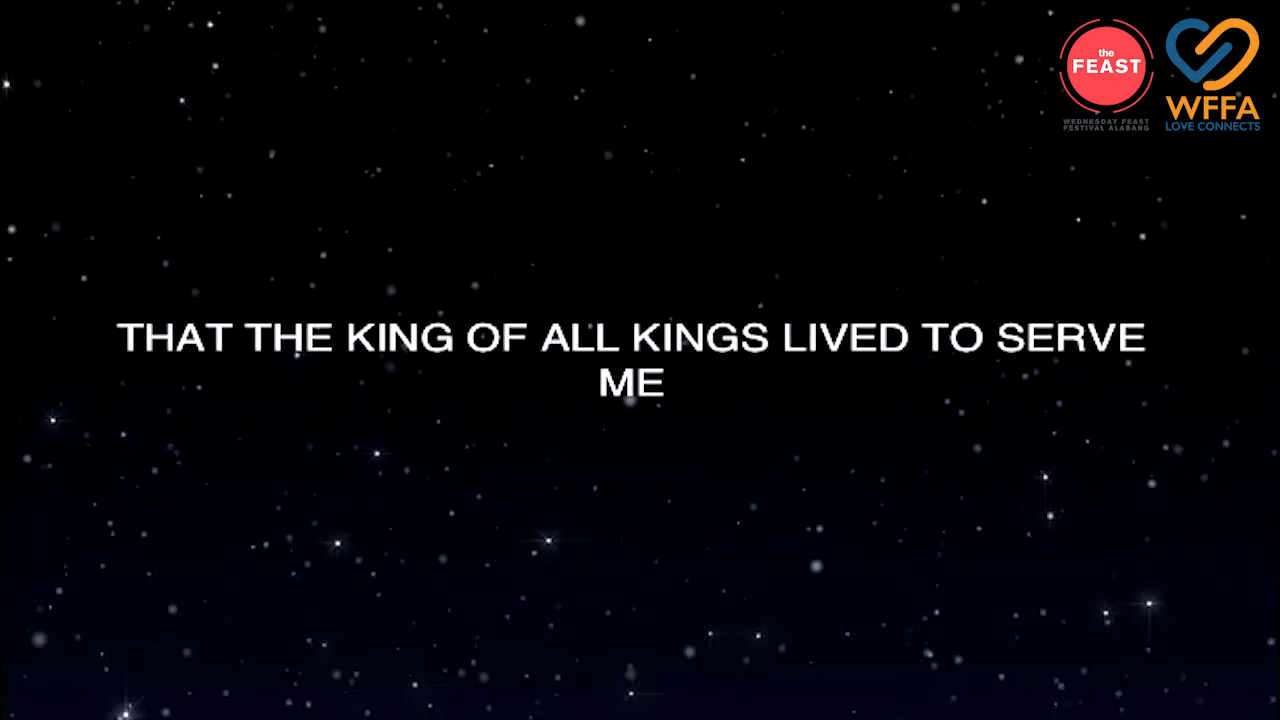 the
FEAST
WEDNESDAY FEAST
FESTIVAL ALABANG
WFFA
LOVE CONNECTS
THAT THE KING OF ALL KINGS LIVED TO SERVE
ME